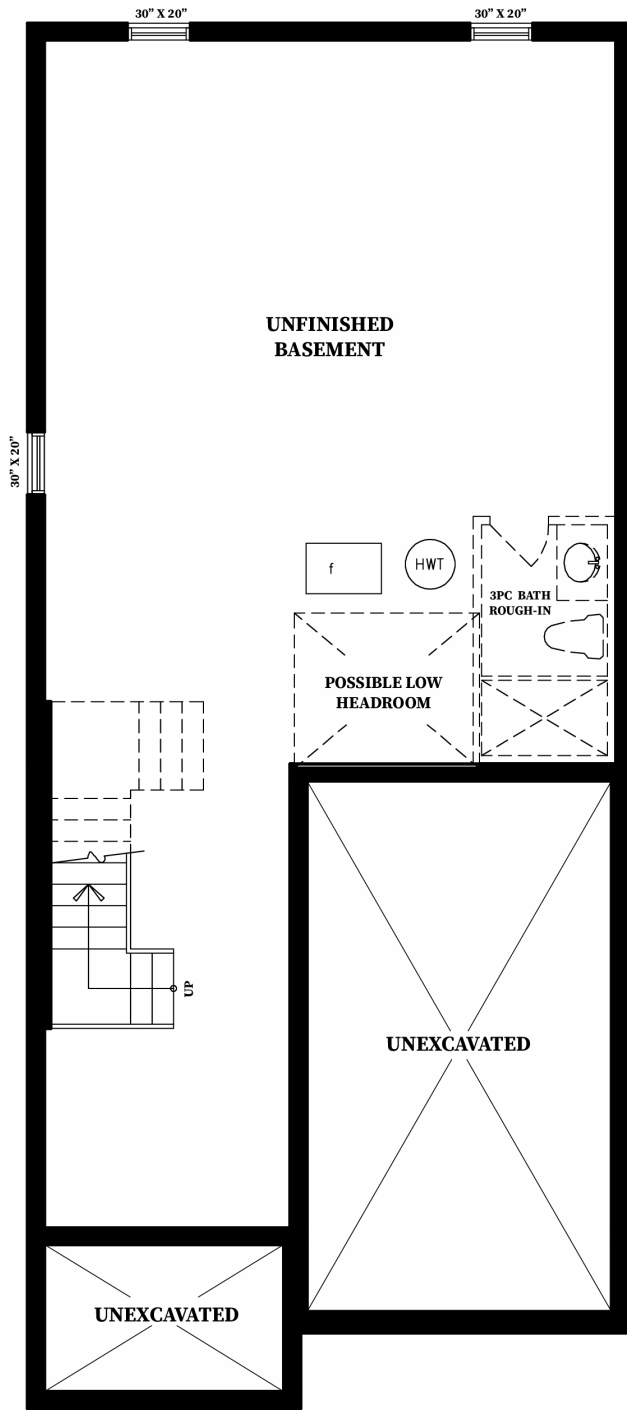 30” X 20”
30” X 20”
UNFINISHED
BASEMENT
30” X 20”
f
HWT
3PC BATH
ROUGH-IN
POSSIBLE LOW
HEADROOM
UP
UNEXCAVATED
UNEXCAVATED